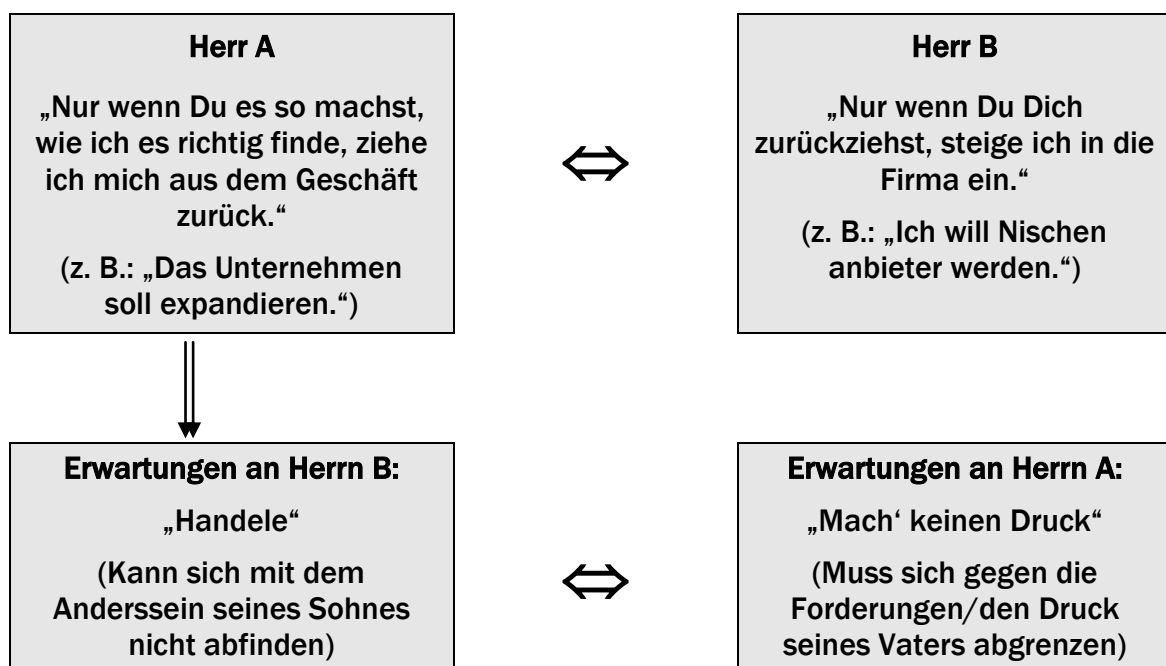 Herr A
„Nur wenn Du es so machst,
wie ich es richtig finde, ziehe
ich mich aus dem Geschäft
zurück.“
(z. B.: „Das Unternehmen
soll expandieren.“)
Herr B
„Nur wenn Du Dich
zurückziehst, steige ich in die
Firma ein.“
(z. B.: „Ich will Nischen
anbieter werden.“)
Erwartungen an Herrn B:
„Handele“
(Kann sich mit dem
Anderssein seines Sohnes
nicht abfinden)
Erwartungen an Herrn A:
„Mach‘ keinen Druck“
(Muss sich gegen die
Forderungen/den Druck
seines Vaters abgrenzen)